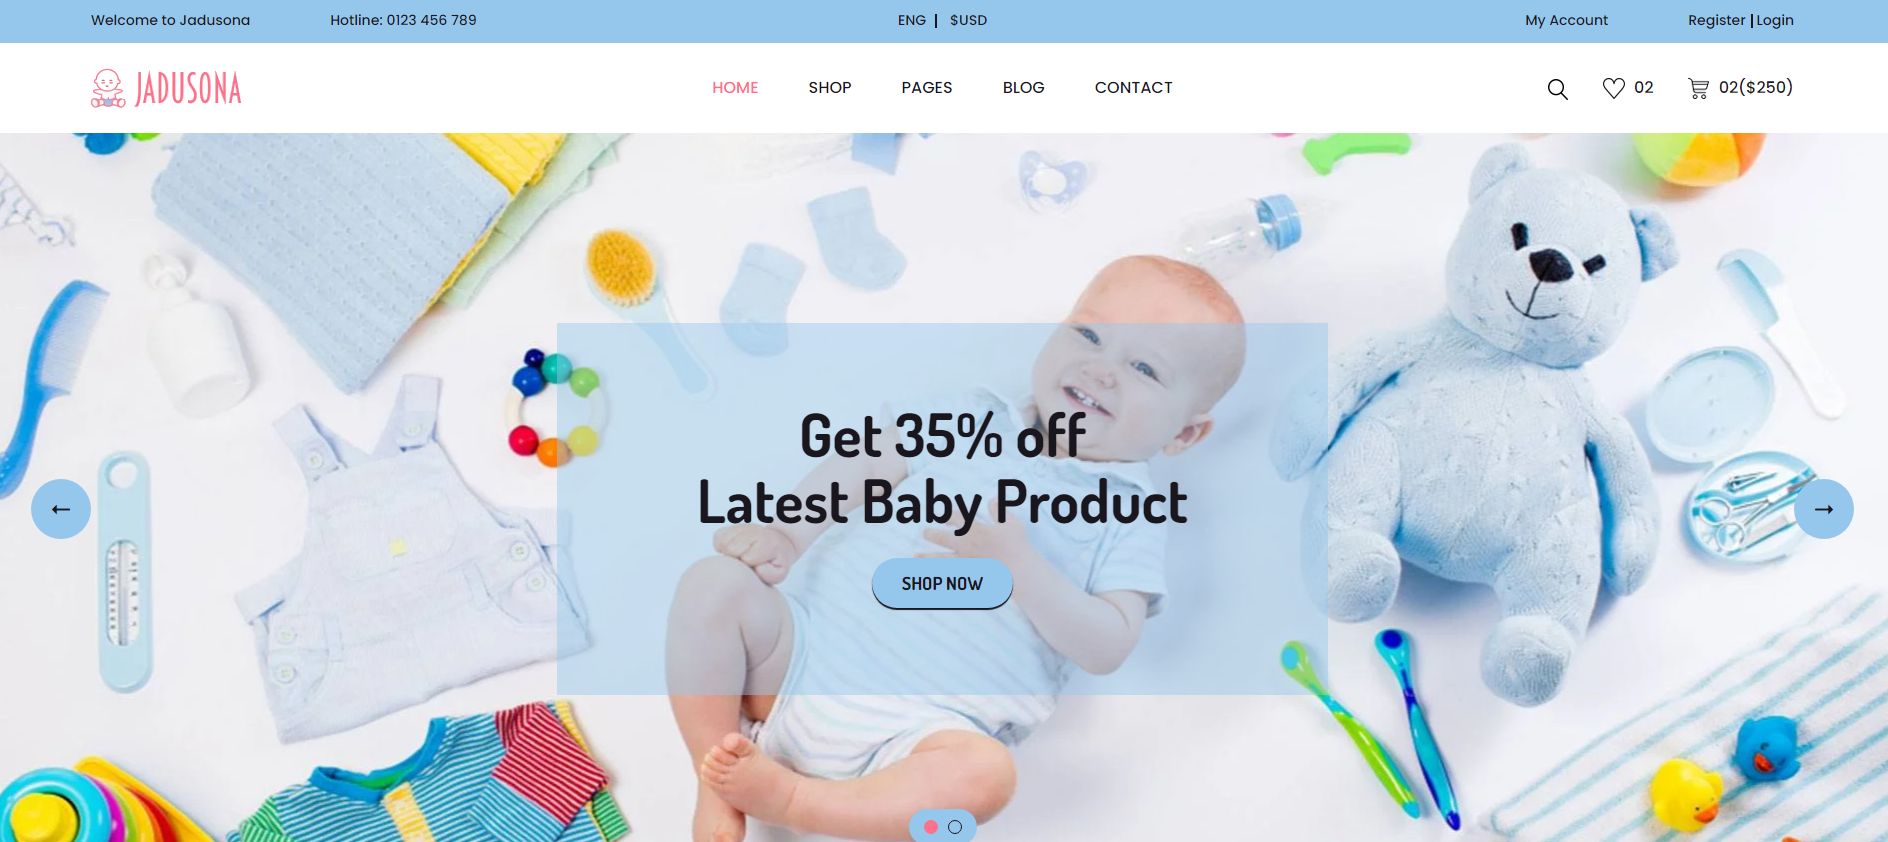 Welcome to Jadusona Hotline: 0123 456 789 ENG | $USD My Account Register | Login
JADUSONA HOME SHOP PAGES BLOG CONTACT 02 02($250)
Get 35% off
Latest Baby Product
SHOP NOW